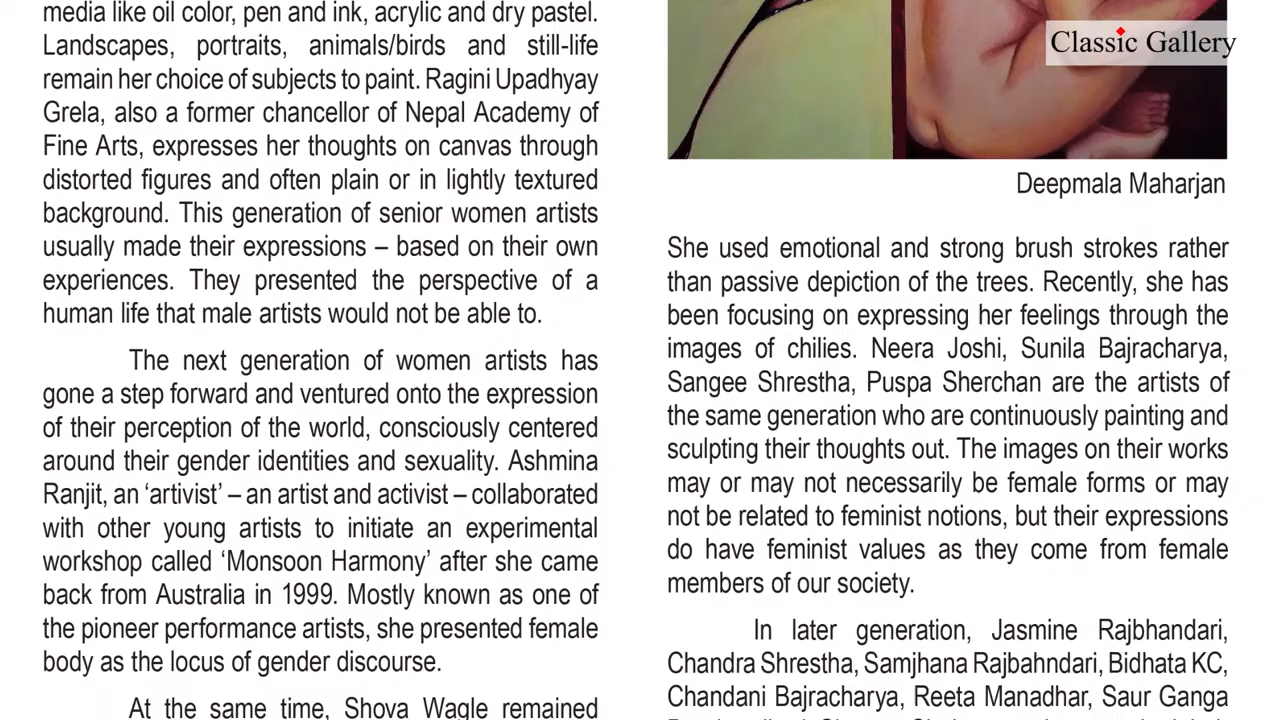 media like oil color, pen and ink, acrylic and dry pastel.
Landscapes, portraits, animals/birds and still-life
remain her choice of subjects to paint. Ragini Upadhyay
Grela, also a former chancellor of Nepal Academy of
Fine Arts, expresses her thoughts on canvas through
distorted figures and often plain or in lightly textured
background. This generation of senior women artists
usually made their expressions – based on their own
experiences. They presented the perspective of a
human life that male artists would not be able to.
The next generation of women artists has
gone a step forward and ventured onto the expression
of their perception of the world, consciously centered
around their gender identities and sexuality. Ashmina
Ranjit, an ‘artivist’ – an artist and activist – collaborated
with other young artists to initiate an experimental
workshop called ‘Monsoon Harmony’ after she came
back from Australia in 1999. Mostly known as one of
the pioneer performance artists, she presented female
body as the locus of gender discourse.
At the same time, Shova Wagle remained
Classic Gallery
Deepmala Maharjan
She used emotional and strong brush strokes rather
than passive depiction of the trees. Recently, she has
been focusing on expressing her feelings through the
images of chilies. Neera Joshi, Sunila Bajracharya,
Sangee Shrestha, Puspa Sherchan are the artists of
the same generation who are continuously painting and
sculpting their thoughts out. The images on their works
may or may not necessarily be female forms or may
not be related to feminist notions, but their expressions
do have feminist values as they come from female
members of our society.
In later generation, Jasmine Rajbhandari,
Chandra Shrestha, Samjhana Rajbahndari, Bidhata KC,
Chandani Bajracharya, Reeta Manadhar, Saur Ganga